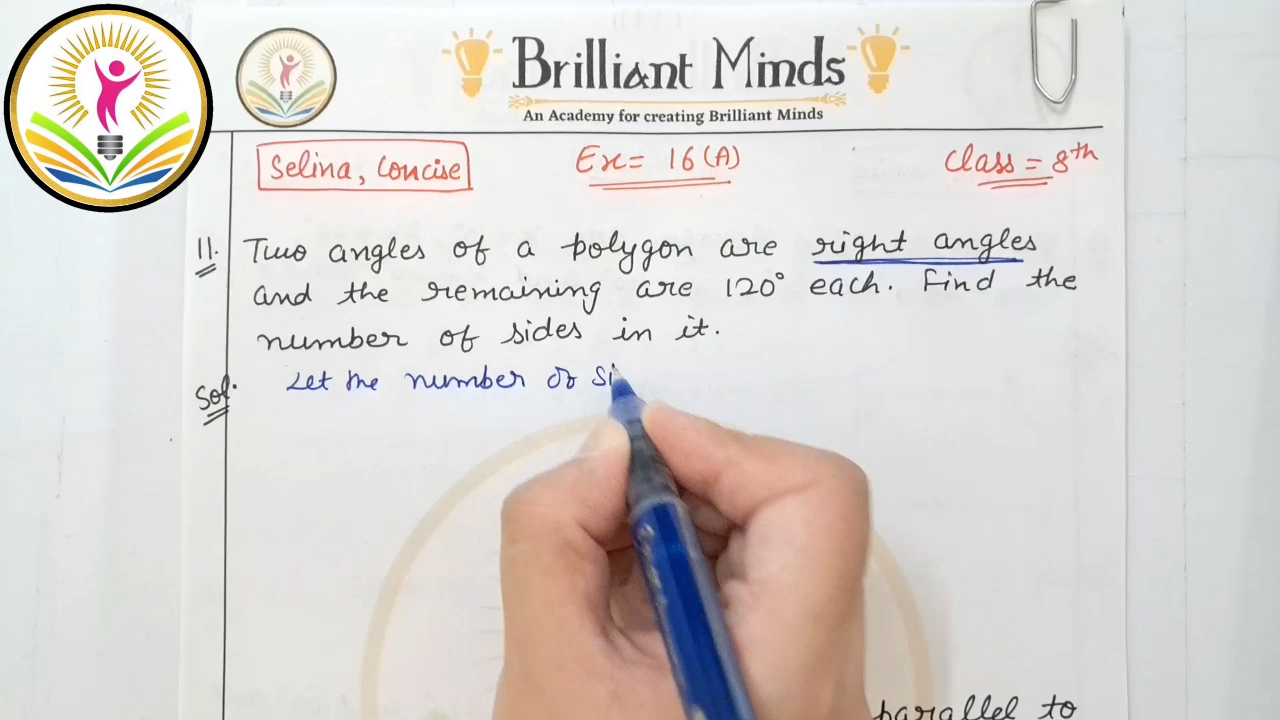 Brilliant Minds
An Academy for creating Brilliant Minds
Selina, Concise
Ex = 16(A)
Class = 8th
11. Two angles of a polygon are right angles
and the remaining are 120° each. Find the
number of sides in it.
Sol. Let the number of si
parallel to